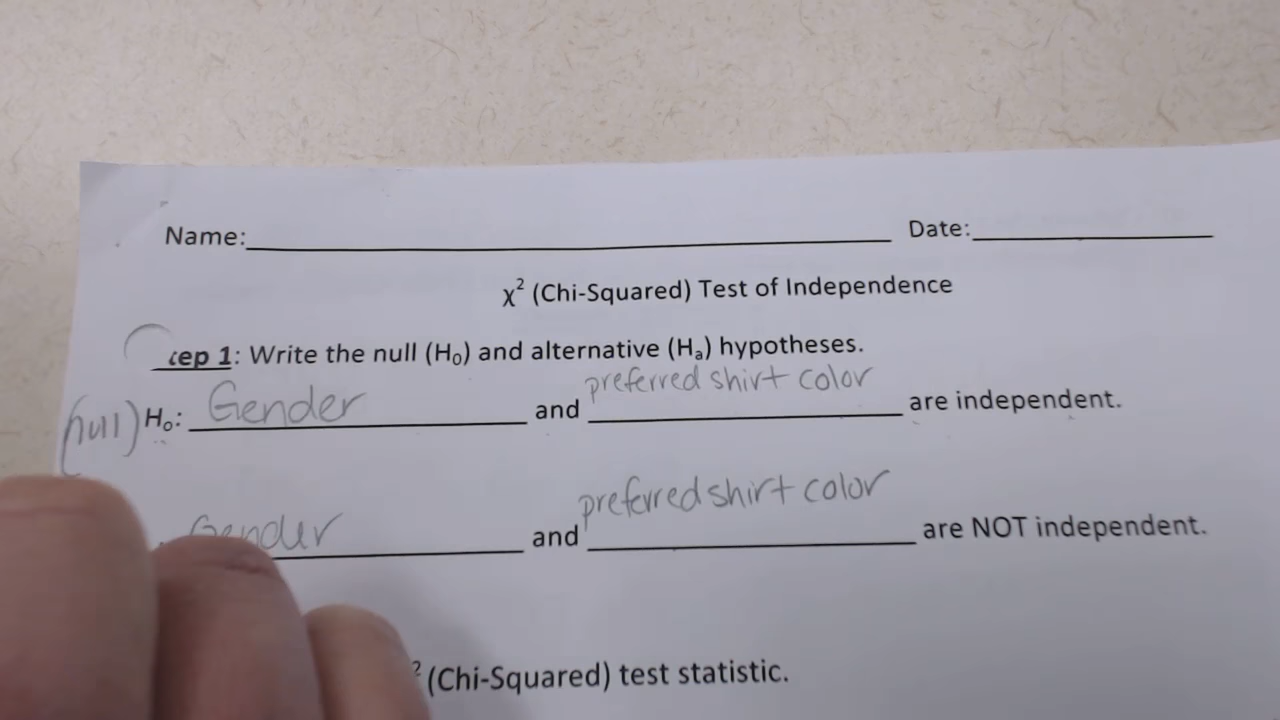 Name: Date:
χ² (Chi-Squared) Test of Independence
tep 1: Write the null (H₀) and alternative (Hₐ) hypotheses.
(null) H₀: Gender and preferred shirt color are independent.
Gender and preferred shirt color are NOT independent.
² (Chi-Squared) test statistic.